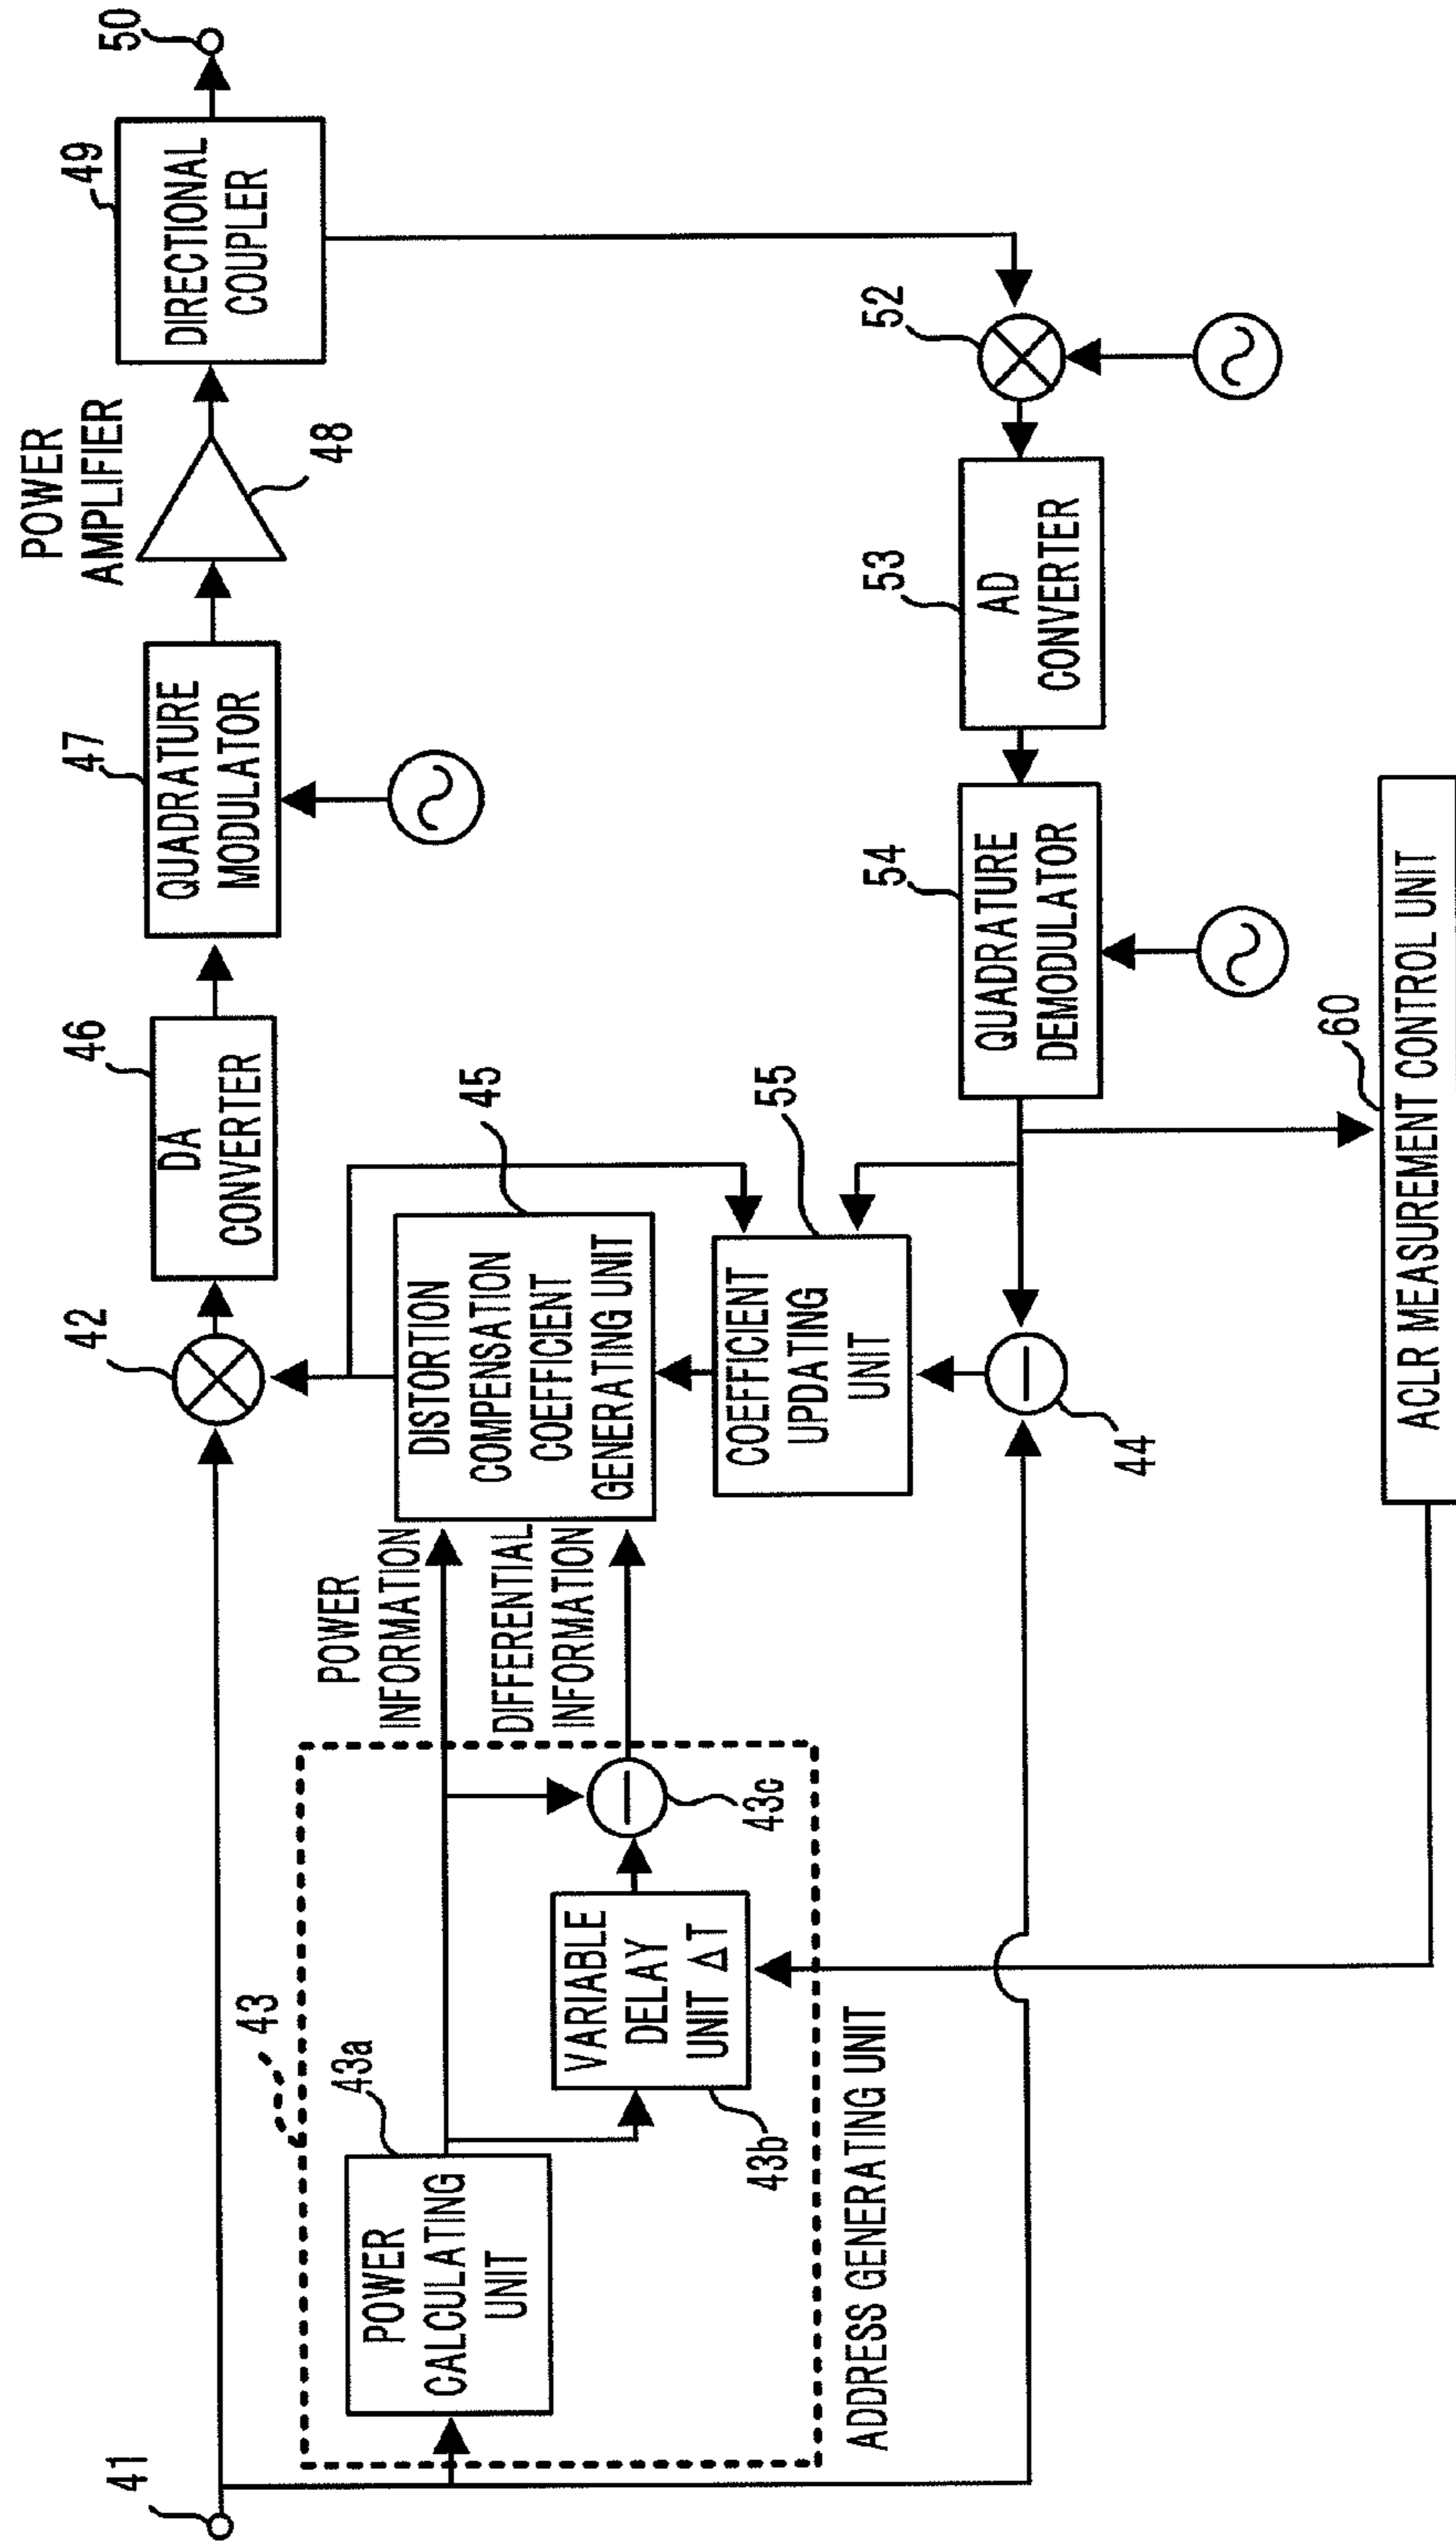 41
42
46
DA
CONVERTER
47
QUADRATURE
MODULATOR
POWER
AMPLIFIER
48
49
DIRECTIONAL
COUPLER
50
43
43a
POWER
CALCULATING
UNIT
VARIABLE
DELAY
UNIT ΔT
43b
43c
ADDRESS GENERATING UNIT
POWER
INFORMATION
DIFFERENTIAL
INFORMATION
45
DISTORTION
COMPENSATION
COEFFICIENT
GENERATING UNIT
55
COEFFICIENT
UPDATING
UNIT
44
54
QUADRATURE
DEMODULATOR
53
AD
CONVERTER
52
60
ACLR MEASUREMENT CONTROL UNIT